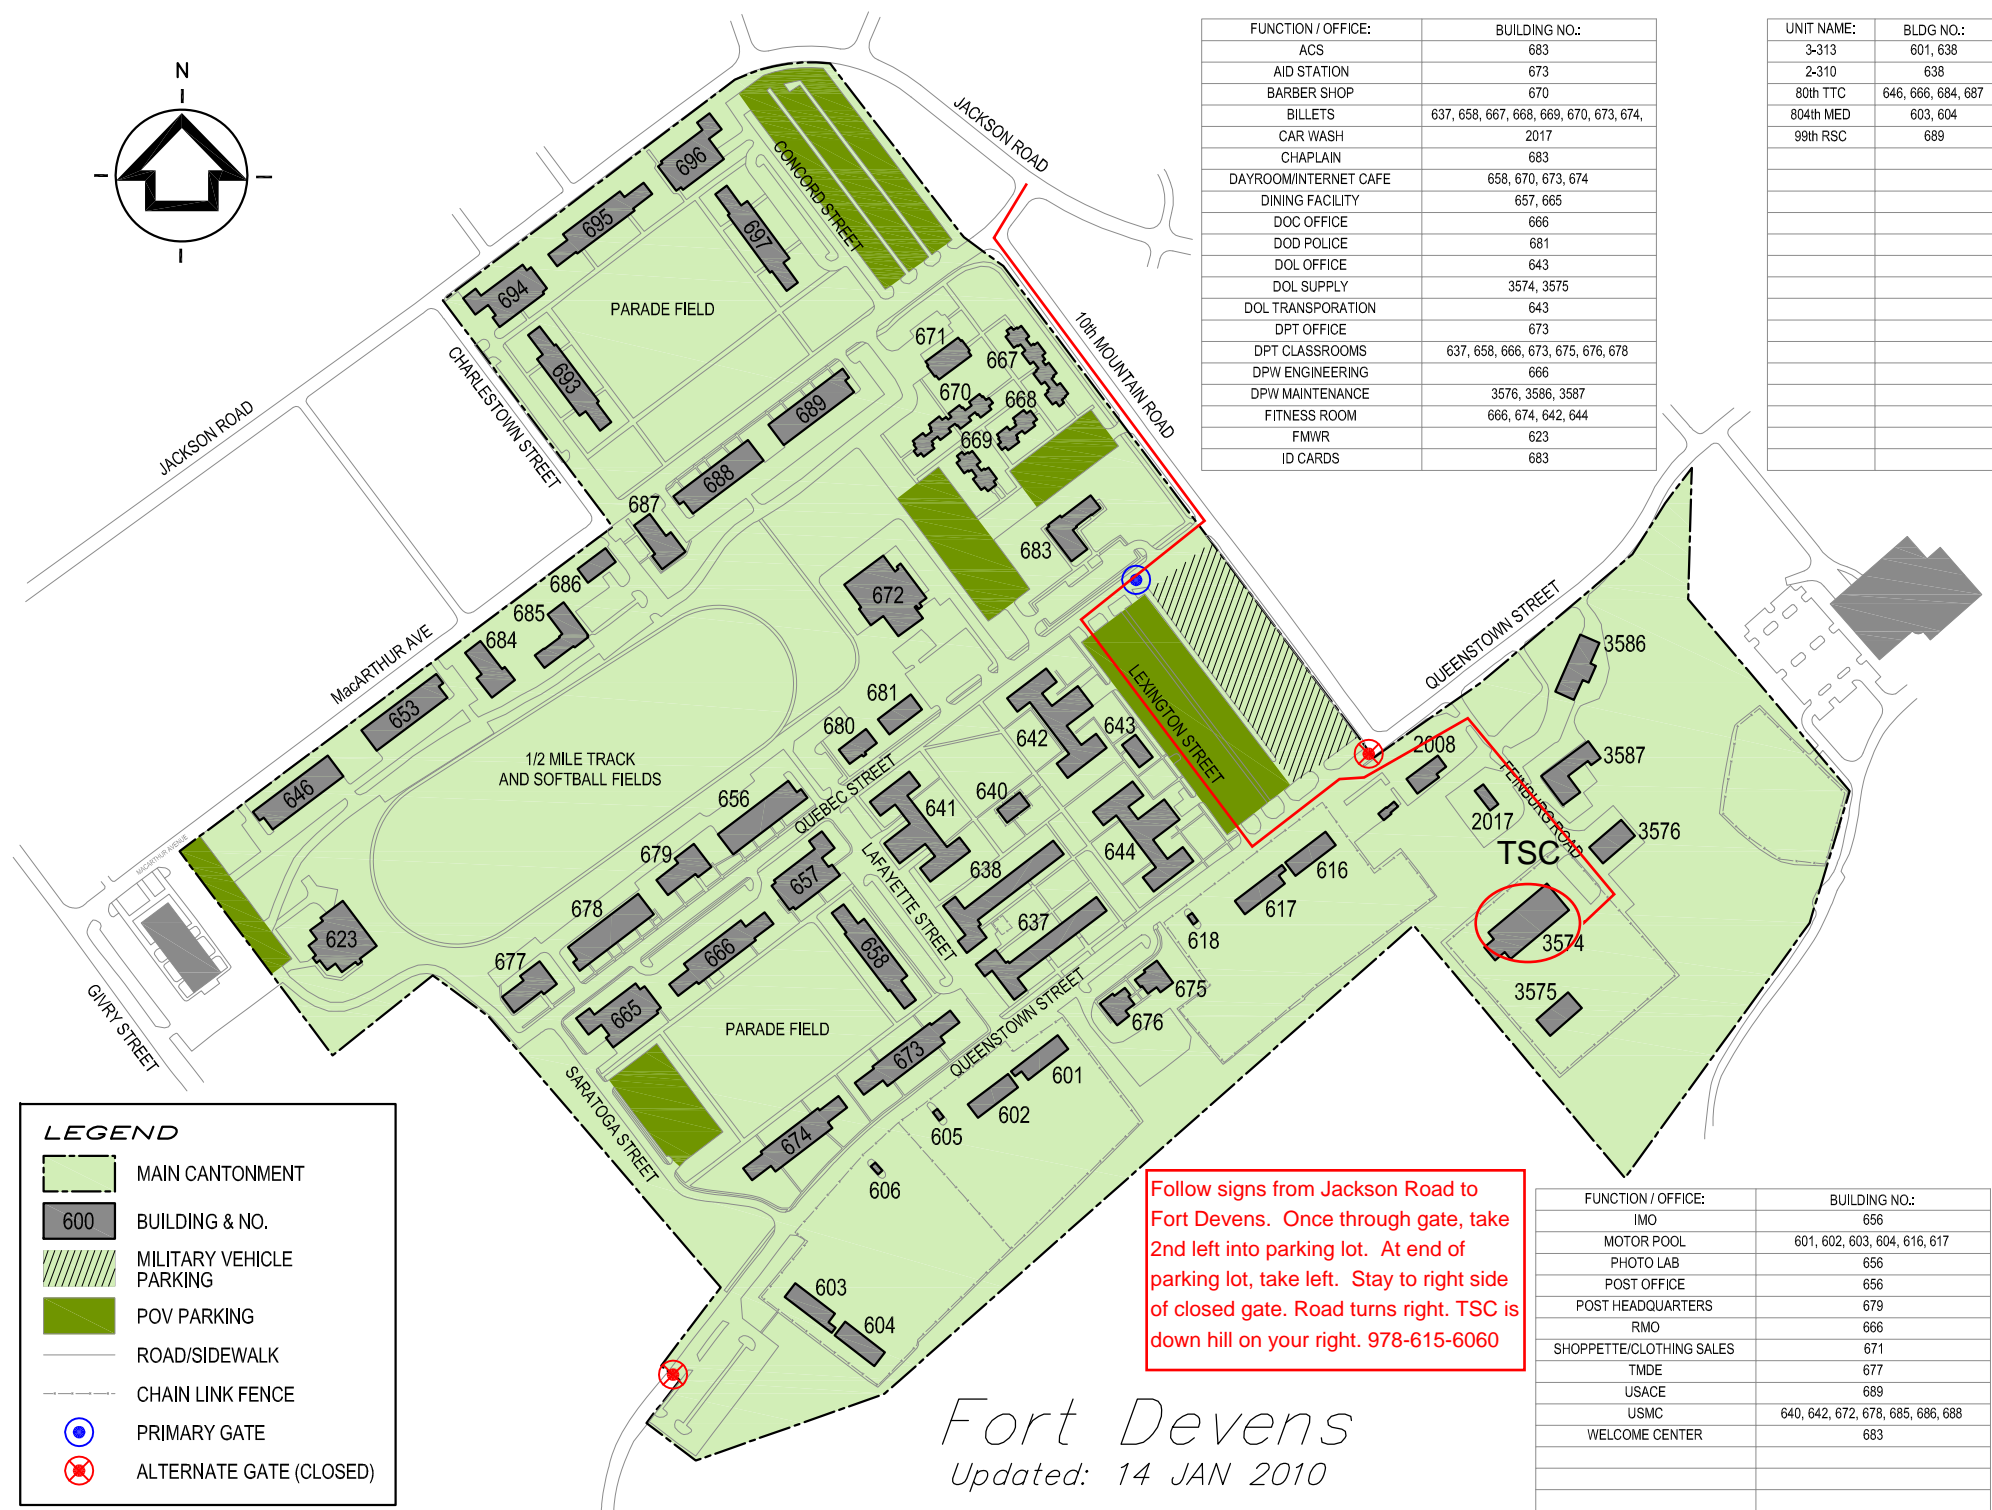 N
JACKSON ROAD
CONCORD STREET
696
695
697
694
PARADE FIELD
693
CHARLESTOWN STREET
JACKSON ROAD
671
667
670
668
669
689
688
10th MOUNTAIN ROAD
687
686
685
684
683
672
MacARTHUR AVE
653
646
MACARTHUR AVENUE
1/2 MILE TRACK
AND SOFTBALL FIELDS
681
680
QUEBEC STREET
642
643
LEXINGTON STREET
QUEENSTOWN STREET
3586
2008
3587
FEINBURG ROAD
2017
3576
TSC
3574
3575
656
679
678
677
657
641
640
644
638
637
LAFAYETTE STREET
616
617
618
623
GIVRY STREET
666
658
665
PARADE FIELD
QUEENSTOWN STREET
675
676
673
601
602
605
674
606
SARATOGA STREET
603
604
FUNCTION / OFFICE: BUILDING NO.:
ACS 683
AID STATION 673
BARBER SHOP 670
BILLETS 637, 658, 667, 668, 669, 670, 673, 674,
CAR WASH 2017
CHAPLAIN 683
DAYROOM/INTERNET CAFE 658, 670, 673, 674
DINING FACILITY 657, 665
DOC OFFICE 666
DOD POLICE 681
DOL OFFICE 643
DOL SUPPLY 3574, 3575
DOL TRANSPORATION 643
DPT OFFICE 673
DPT CLASSROOMS 637, 658, 666, 673, 675, 676, 678
DPW ENGINEERING 666
DPW MAINTENANCE 3576, 3586, 3587
FITNESS ROOM 666, 674, 642, 644
FMWR 623
ID CARDS 683
UNIT NAME: BLDG NO.:
3-313 601, 638
2-310 638
80th TTC 646, 666, 684, 687
804th MED 603, 604
99th RSC 689
LEGEND
MAIN CANTONMENT
600 BUILDING & NO.
MILITARY VEHICLE
PARKING
POV PARKING
ROAD/SIDEWALK
CHAIN LINK FENCE
PRIMARY GATE
ALTERNATE GATE (CLOSED)
Follow signs from Jackson Road to
Fort Devens. Once through gate, take
2nd left into parking lot. At end of
parking lot, take left. Stay to right side
of closed gate. Road turns right. TSC is
down hill on your right. 978-615-6060
FUNCTION / OFFICE: BUILDING NO.:
IMO 656
MOTOR POOL 601, 602, 603, 604, 616, 617
PHOTO LAB 656
POST OFFICE 656
POST HEADQUARTERS 679
RMO 666
SHOPPETTE/CLOTHING SALES 671
TMDE 677
USACE 689
USMC 640, 642, 672, 678, 685, 686, 688
WELCOME CENTER 683
Fort Devens
Updated: 14 JAN 2010